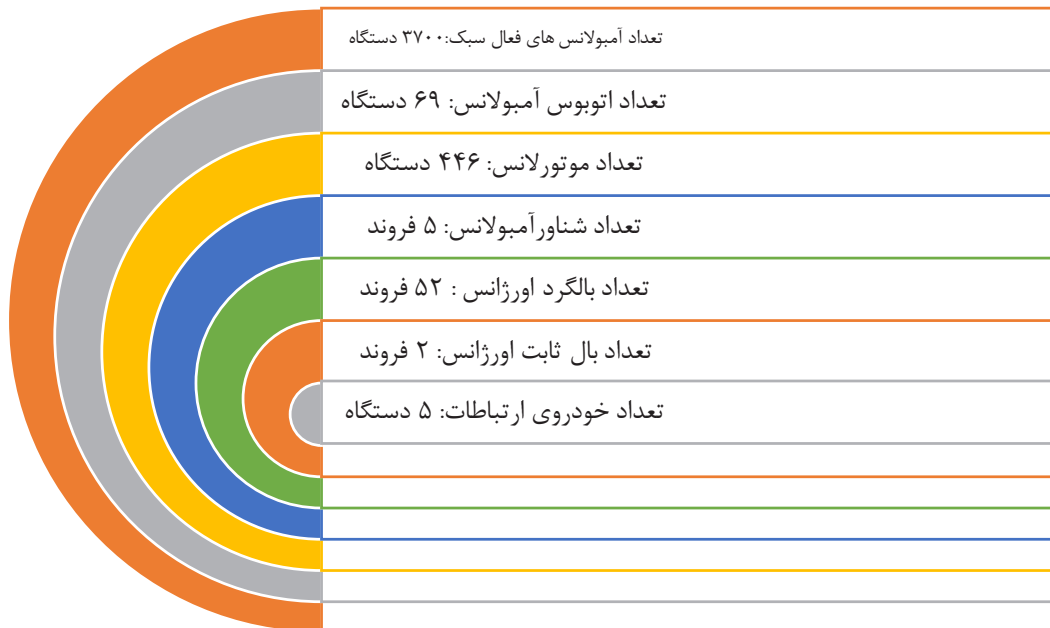 تعداد آمبولانس های فعال سبک:۳۷۰۰ دستگاه
تعداد اتوبوس آمبولانس: ۶۹ دستگاه
تعداد موتورلانس: ۴۴۶ دستگاه
تعداد شناورآمبولانس: ۵ فروند
تعداد بالگرد اورژانس : ۵۲ فروند
تعداد بال ثابت اورژانس: ۲ فروند
تعداد خودروی ارتباطات: ۵ دستگاه